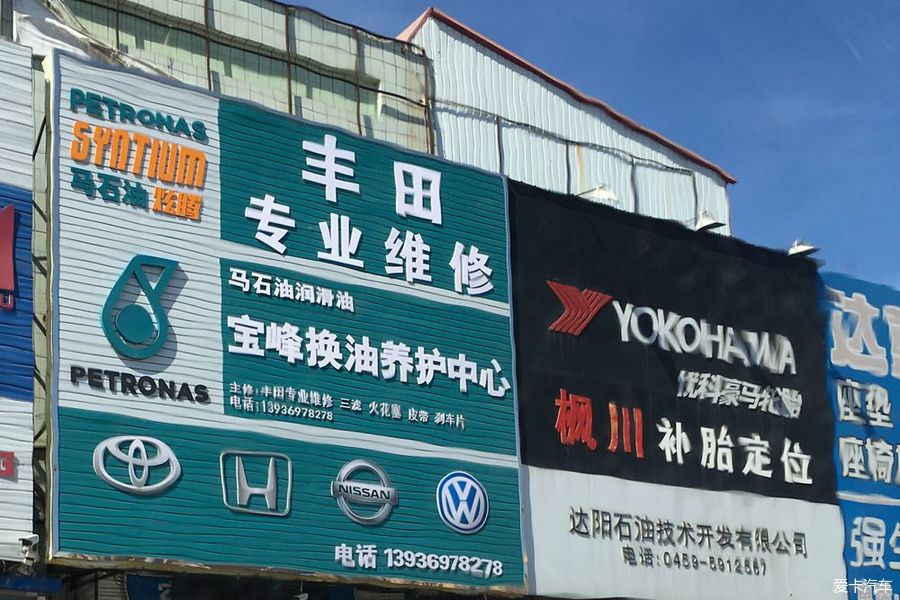 PETRONAS
SYNTIUM
马石油 炫腾
PETRONAS
丰田
专业维修
马石油润滑油
宝峰换油养护中心
主修:丰田专业维修 三滤 火花塞 皮带 刹车片
电话:13936978278
NISSAN
电话 13936978278
YOKOHAMA
优科豪马轮胎
枫川 补胎定位
达阳石油技术开发有限公司
电话:0459-5912567
达
座垫
座椅
强
爱卡汽车